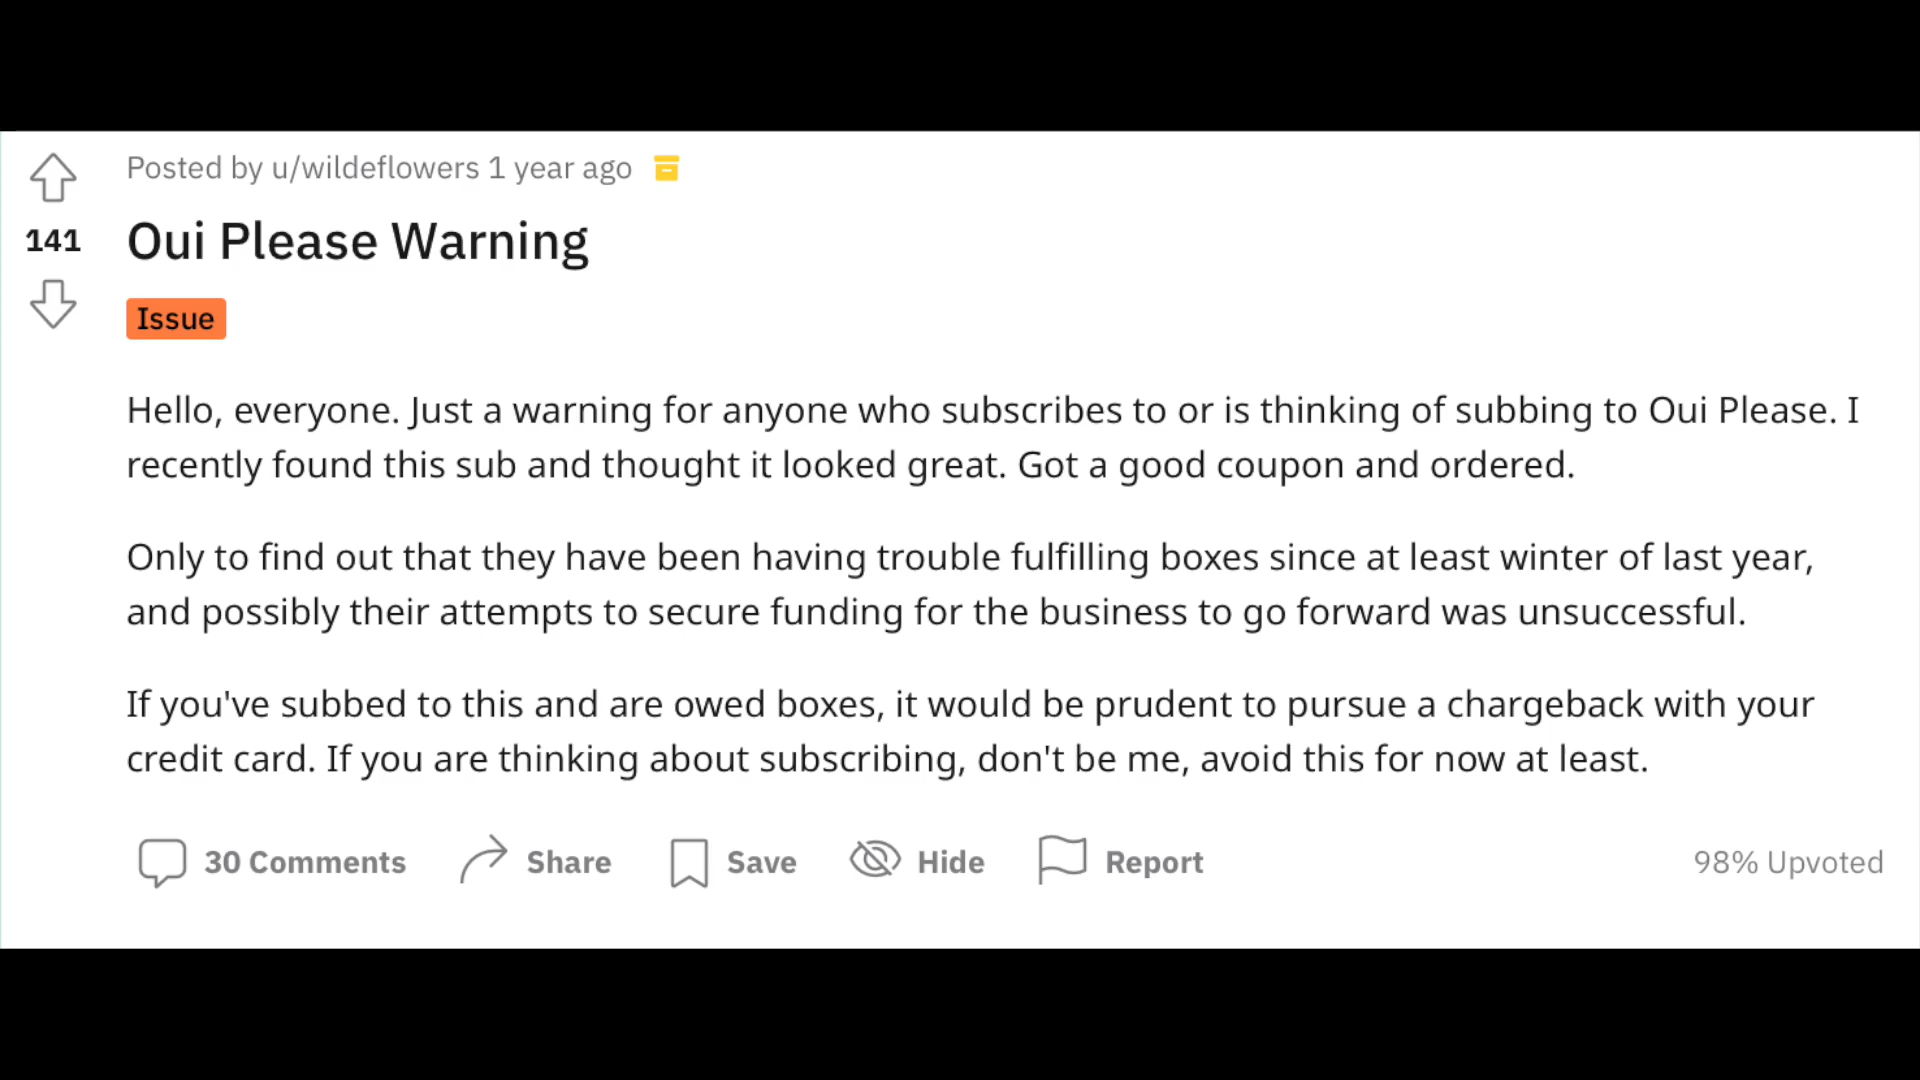 Posted by u/wildeflowers 1 year ago
141
Oui Please Warning
Issue
Hello, everyone. Just a warning for anyone who subscribes to or is thinking of subbing to Oui Please. I
recently found this sub and thought it looked great. Got a good coupon and ordered.
Only to find out that they have been having trouble fulfilling boxes since at least winter of last year,
and possibly their attempts to secure funding for the business to go forward was unsuccessful.
If you've subbed to this and are owed boxes, it would be prudent to pursue a chargeback with your
credit card. If you are thinking about subscribing, don't be me, avoid this for now at least.
30 Comments Share Save Hide Report 98% Upvoted